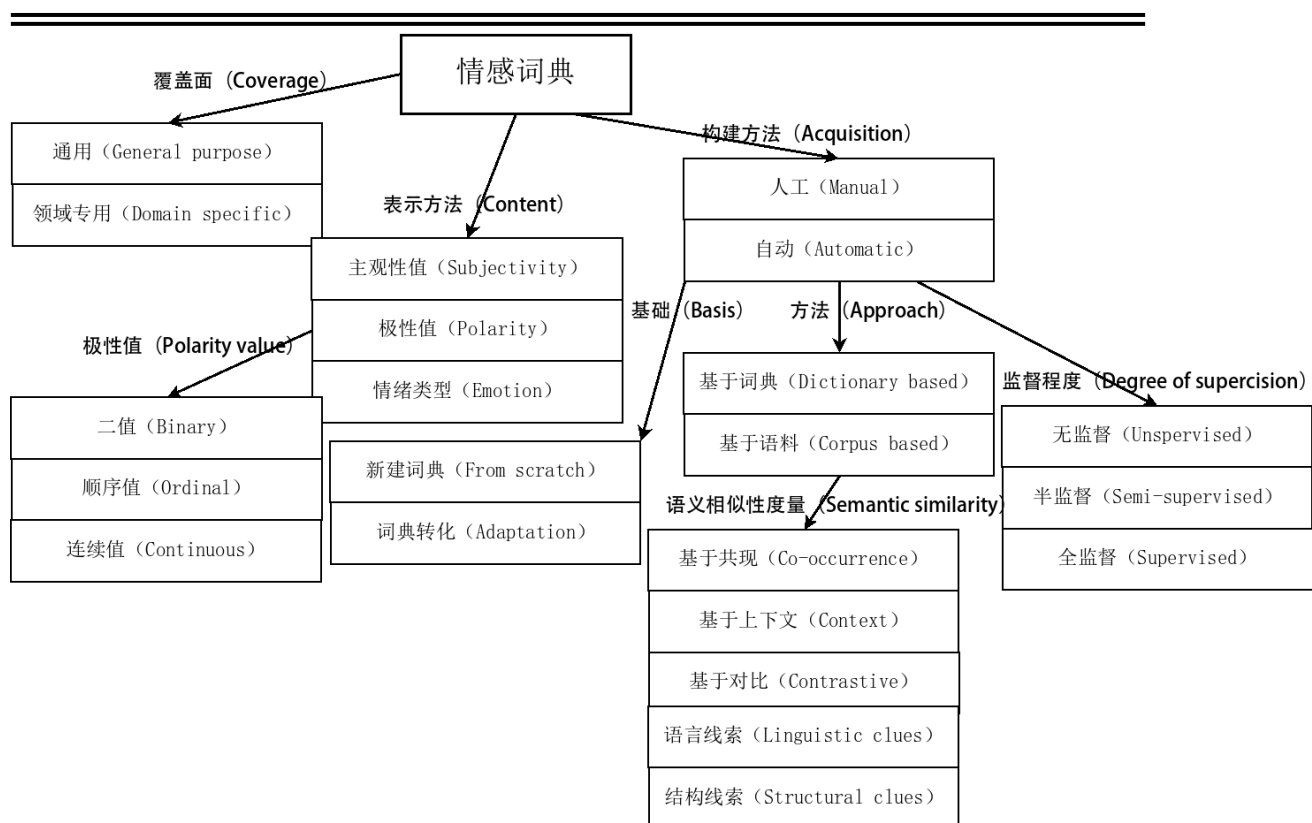 情感词典
覆盖面（Coverage）
通用（General purpose）
领域专用（Domain specific）
表示方法（Content）
主观性值（Subjectivity）
极性值（Polarity）
情绪类型（Emotion）
极性值（Polarity value）
二值（Binary）
顺序值（Ordinal）
连续值（Continuous）
构建方法（Acquisition）
人工（Manual）
自动（Automatic）
基础（Basis）
新建词典（From scratch）
词典转化（Adaptation）
方法（Approach）
基于词典（Dictionary based）
基于语料（Corpus based）
语义相似性度量（Semantic similarity）
基于共现（Co-occurrence）
基于上下文（Context）
基于对比（Contrastive）
语言线索（Linguistic clues）
结构线索（Structural clues）
监督程度（Degree of supercision）
无监督（Unspervised）
半监督（Semi-supervised）
全监督（Supervised）